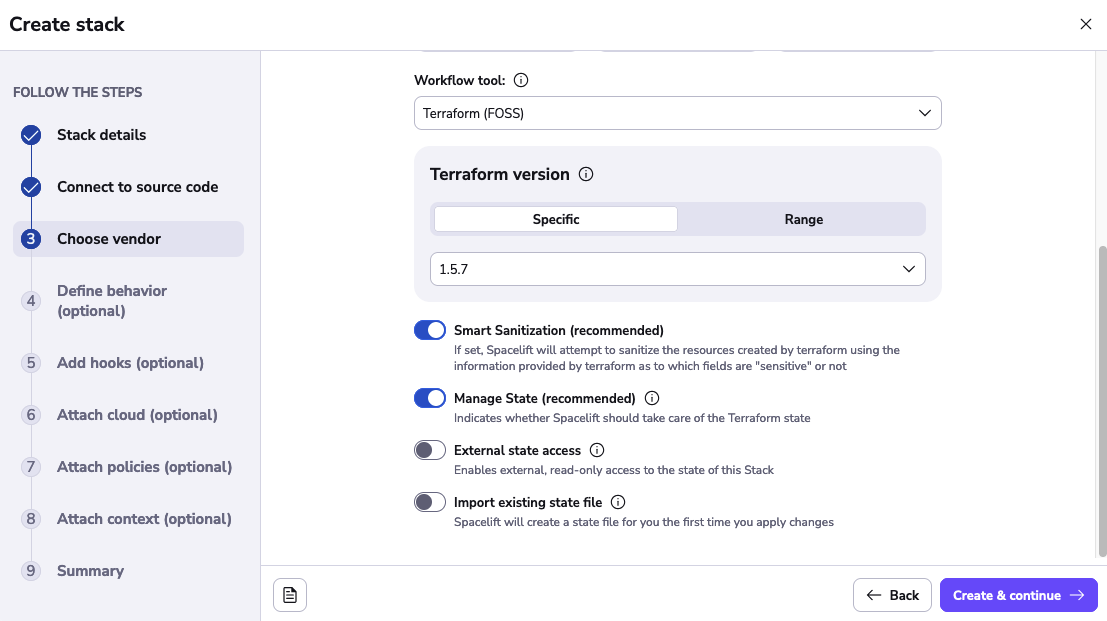 Create stack
FOLLOW THE STEPS
Stack details
Connect to source code
3 Choose vendor
4 Define behavior
(optional)
5 Add hooks (optional)
6 Attach cloud (optional)
7 Attach policies (optional)
8 Attach context (optional)
9 Summary
Workflow tool:
Terraform (FOSS)
Terraform version
Specific Range
1.5.7
Smart Sanitization (recommended)
If set, Spacelift will attempt to sanitize the resources created by terraform using the
information provided by terraform as to which fields are "sensitive" or not
Manage State (recommended)
Indicates whether Spacelift should take care of the Terraform state
External state access
Enables external, read-only access to the state of this Stack
Import existing state file
Spacelift will create a state file for you the first time you apply changes
Back Create & continue